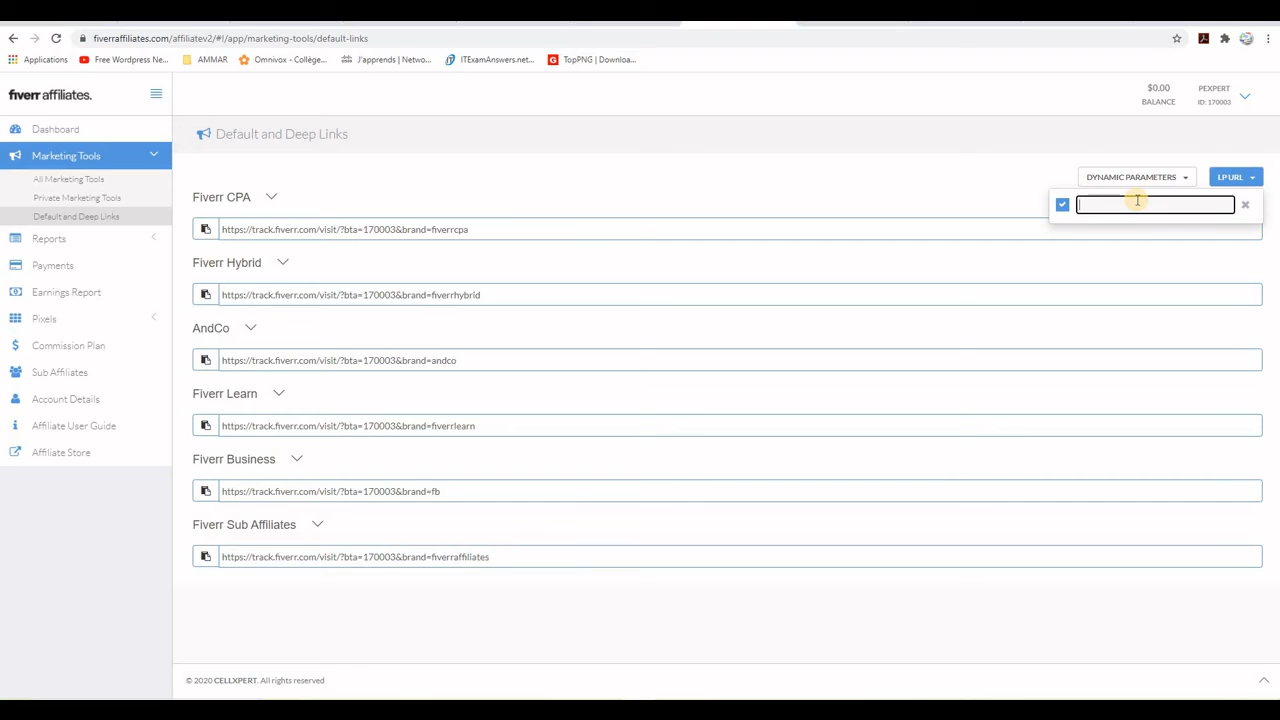 fiverraffiliates.com/affiliatev2/#!/app/marketing-tools/default-links
Applications
Free Wordpress Ne...
AMMAR
Omnivox - Collège...
J'apprends | Netwo...
ITExamAnswers.net...
TopPNG | Downloa...
fiverr affiliates.
$0.00
BALANCE
PEXPERT
ID: 170003
Dashboard
Marketing Tools
All Marketing Tools
Private Marketing Tools
Default and Deep Links
Reports
Payments
Earnings Report
Pixels
Commission Plan
Sub Affiliates
Account Details
Affiliate User Guide
Affiliate Store
Default and Deep Links
DYNAMIC PARAMETERS
LP URL
Fiverr CPA
https://track.fiverr.com/visit/?bta=170003&brand=fiverrcpa
Fiverr Hybrid
https://track.fiverr.com/visit/?bta=170003&brand=fiverrhybrid
AndCo
https://track.fiverr.com/visit/?bta=170003&brand=andco
Fiverr Learn
https://track.fiverr.com/visit/?bta=170003&brand=fiverrlearn
Fiverr Business
https://track.fiverr.com/visit/?bta=170003&brand=fb
Fiverr Sub Affiliates
https://track.fiverr.com/visit/?bta=170003&brand=fiverraffiliates
© 2020 CELLXPERT. All rights reserved